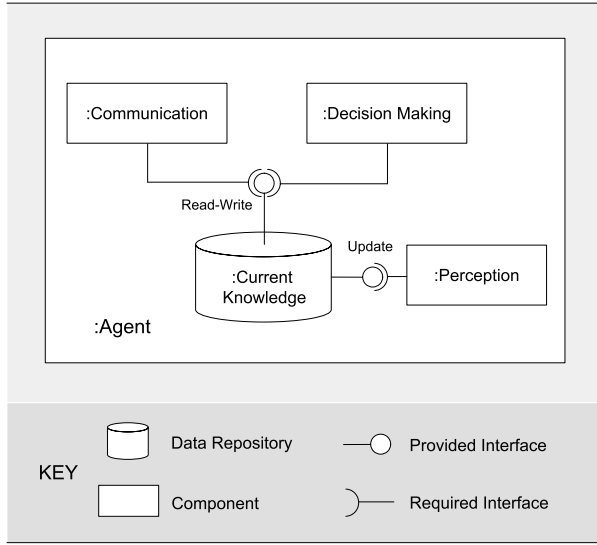 :Communication
:Decision Making
Read-Write
Update
:Current
Knowledge
:Perception
:Agent
KEY
Data Repository
Provided Interface
Component
Required Interface